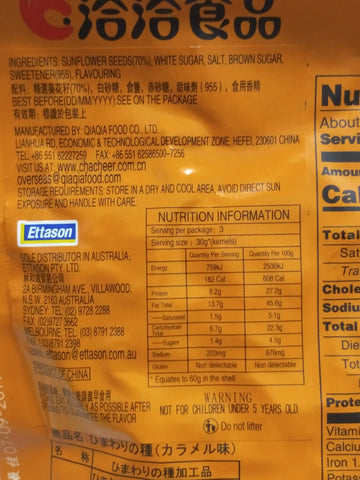 洽洽食品
INGREDIENTS: SUNFLOWER SEEDS(70%), WHITE SUGAR, SALT, BROWN SUGAR,
SWEETENER(955), FLAVOURING
配料: 精選葵花籽(70%), 白砂糖, 食鹽, 赤砂糖, 甜味劑 (955), 食用香精
BEST BEFORE(DD/MM/YYYY):SEE ON THE PACKAGE
有效期: 標識於包裝上
MANUFACTURED BY: QIAQIA FOOD CO., LTD.
LIANHUA RD, ECONOMIC & TECHNOLOGICAL DEVELOPMENT ZONE, HEFEI, 230601 CHINA
TEL: +86 551 62227259 FAX: +86 551 62586500-7256
VISIT US AT: www.chacheer.com.cn
overseas@qiaqiafood.com
STORAGE REQUIREMENTS: STORE IN A DRY AND COOL AREA, AVOID DIRECT SUN
EXPOSURE AND HANDLE WITH CARE.
Ettason
SOLE DISTRIBUTOR IN AUSTRALIA:
ETTASON PTY. LTD.
2A BIRMINGHAM AVE., VILLAWOOD,
N.S.W. 2163 AUSTRALIA
SYDNEY TEL: (02) 9728 2288
FAX: (02)9727 3662
MELBOURNE TEL: (03) 8791 2388
FAX: (03)8791 2398
EMAIL:ettason@ettason.com.au
PRODUCT OF CHINA
NUTRITION INFORMATION
Serving per package: 3
Serving size: 30g*(kernels)
Quantity Per Serving Quantity Per 100g
Energy 759kJ 2530kJ
182 Cal 608 Cal
Protein 8.2g 27.2g
Fat Total 13.7g 45.6g
—Saturated 1.5g 5.1g
Carbohydrate Total 6.7g 22.3g
—Sugars 1.4g 4.5g
Sodium 203mg 676mg
Gluten Non detectable Non detectable
* Equates to 60g in the shell
WARNING
NOT FOR CHILDREN UNDER 5 YEARS OLD
Do not litter
AS POSSIBLE AFTER
THE FLAVOR
品名: ひまわりの種(カラメル味)
名 称 ひまわりの種加工品
Nu
About
Servi
Amou
Cal
Total
Sat
Tra
Chole
Sodiu
Total
Die
Tot
Prote
Vitami
Calciu
Iron 1.
Potas